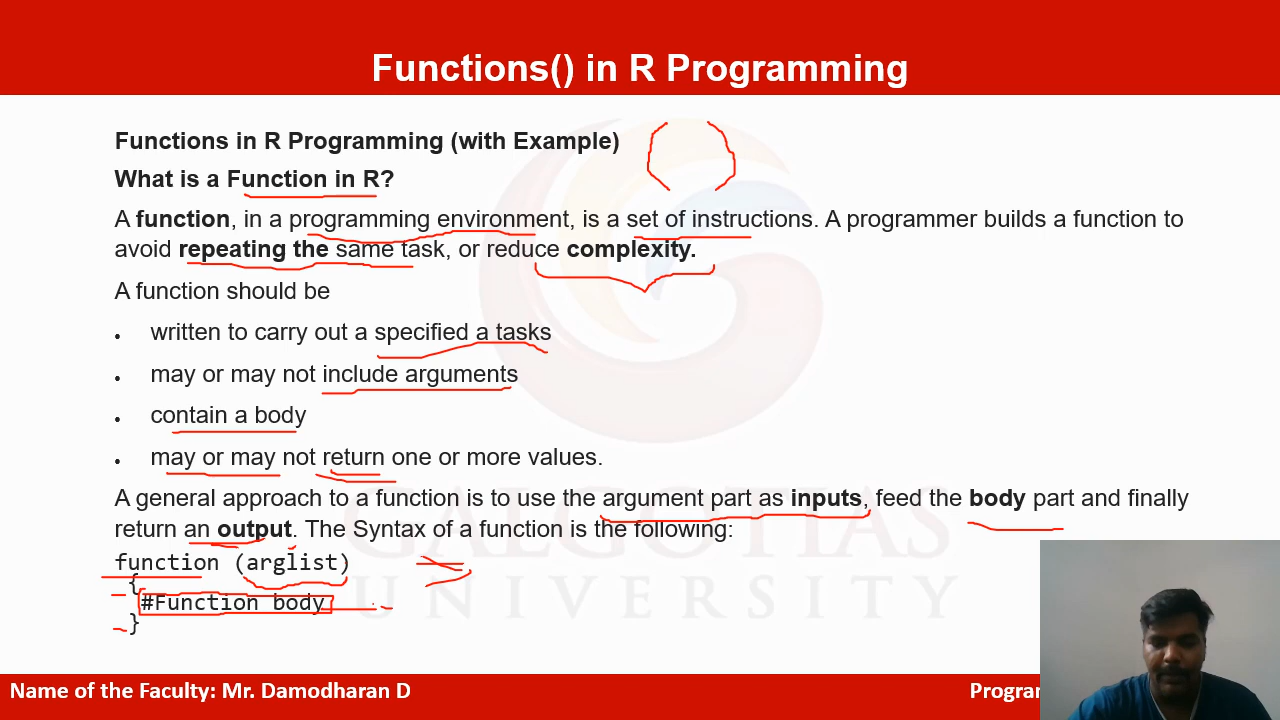 Functions() in R Programming
Functions in R Programming (with Example)
What is a Function in R?
A function, in a programming environment, is a set of instructions. A programmer builds a function to
avoid repeating the same task, or reduce complexity.
A function should be
• written to carry out a specified a tasks
• may or may not include arguments
• contain a body
• may or may not return one or more values.
A general approach to a function is to use the argument part as inputs, feed the body part and finally
return an output. The Syntax of a function is the following:
function (arglist)
{
#Function body
}
GALGOTIAS
UNIVERSITY
Name of the Faculty: Mr. Damodharan D